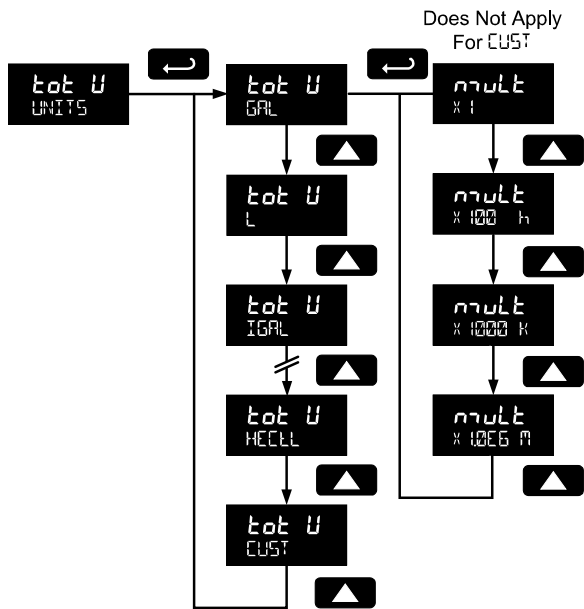 Does Not Apply
For CUST
tot U
UNITS
tot U
GAL
tot U
L
tot U
IGAL
tot U
HECtL
tot U
CUST
mult
x 1
mult
x 100 h
mult
x 1000 K
mult
x 1.0E6 M